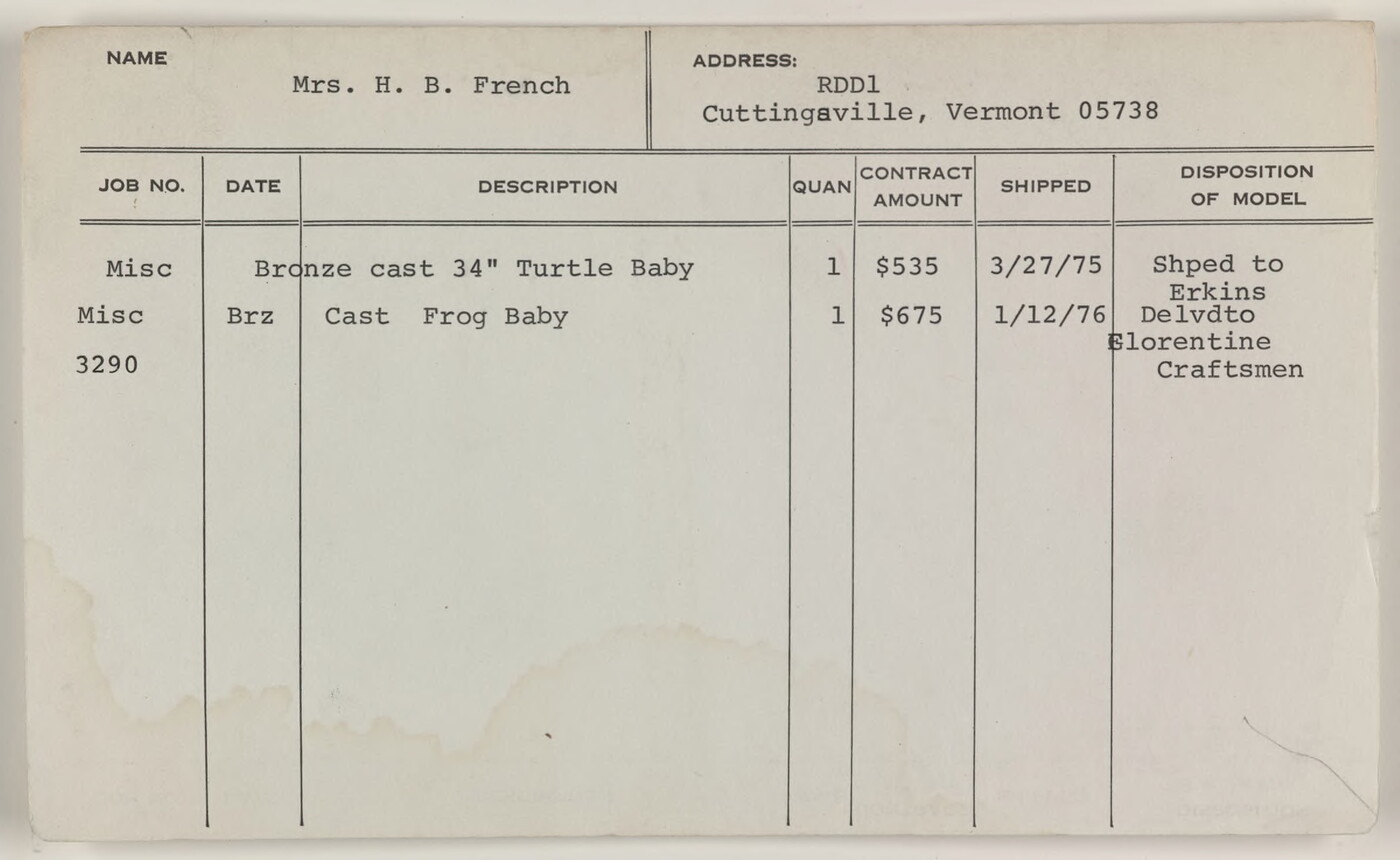 NAME
Mrs. H. B. French
ADDRESS:
RDD1
Cuttingsville, Vermont 05738
JOB NO. DATE DESCRIPTION QUAN CONTRACT AMOUNT SHIPPED DISPOSITION OF MODEL
Misc Bronze cast 34" Turtle Baby 1 $535 3/27/75 Shped to
Erkins
Misc Brz Cast Frog Baby 1 $675 1/12/76 Delvdto
Florentine
3290
Craftsmen